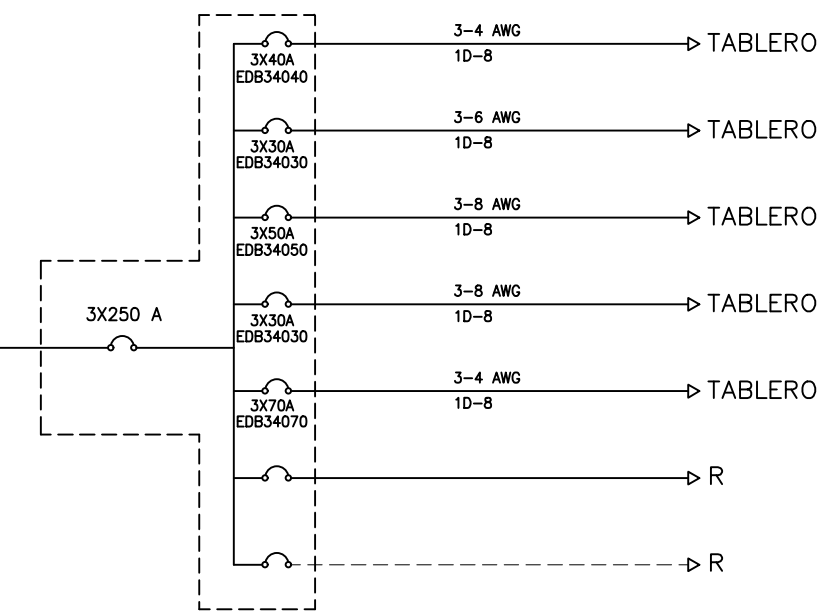 3-4 AWG
TABLERO
3X40A
1D-8
EDB34040
3-6 AWG
TABLERO
3X30A
1D-8
EDB34030
3-8 AWG
TABLERO
3X50A
1D-8
EDB34050
3-8 AWG
TABLERO
3X250 A
3X30A
1D-8
EDB34030
3-4 AWG
TABLERO
3X70A
1D-8
EDB34070
R
R